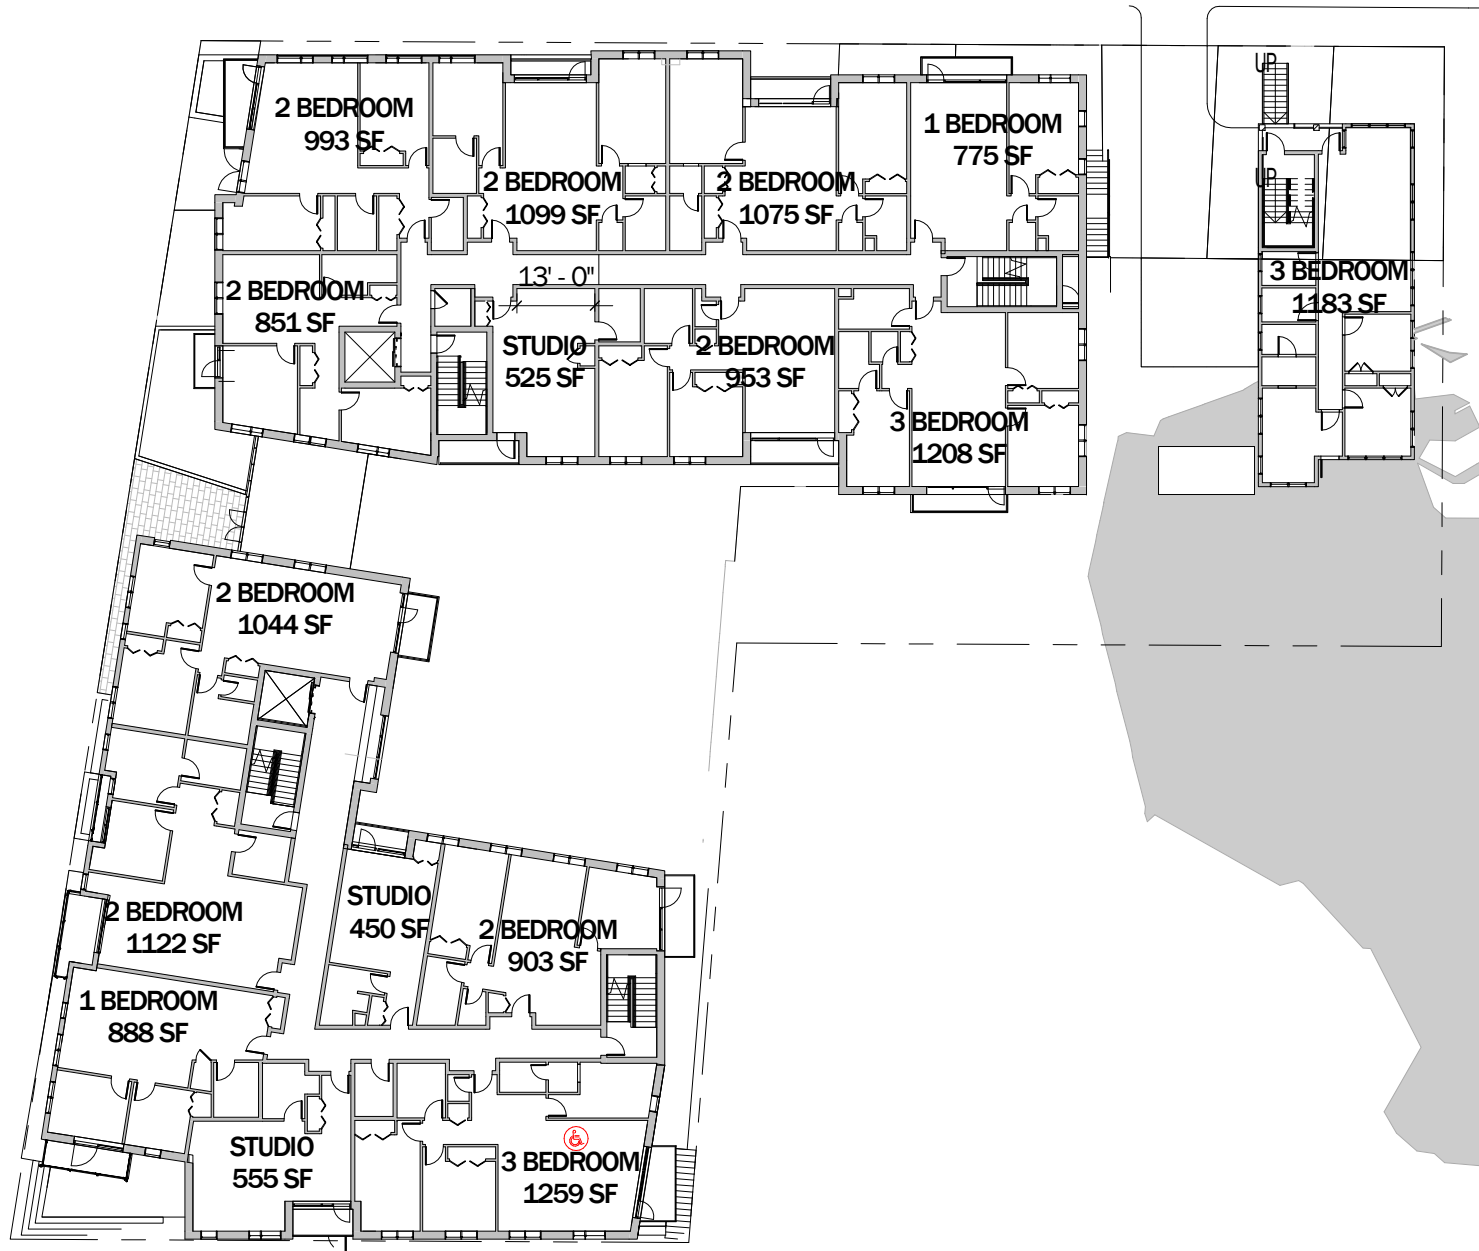 UP
2 BEDROOM
993 SF
1 BEDROOM
775 SF
2 BEDROOM
1099 SF
2 BEDROOM
1075 SF
UP
13' - 0"
2 BEDROOM
851 SF
3 BEDROOM
1183 SF
STUDIO
525 SF
2 BEDROOM
953 SF
3 BEDROOM
1208 SF
2 BEDROOM
1044 SF
STUDIO
450 SF
2 BEDROOM
1122 SF
2 BEDROOM
903 SF
1 BEDROOM
888 SF
STUDIO
555 SF
3 BEDROOM
1259 SF